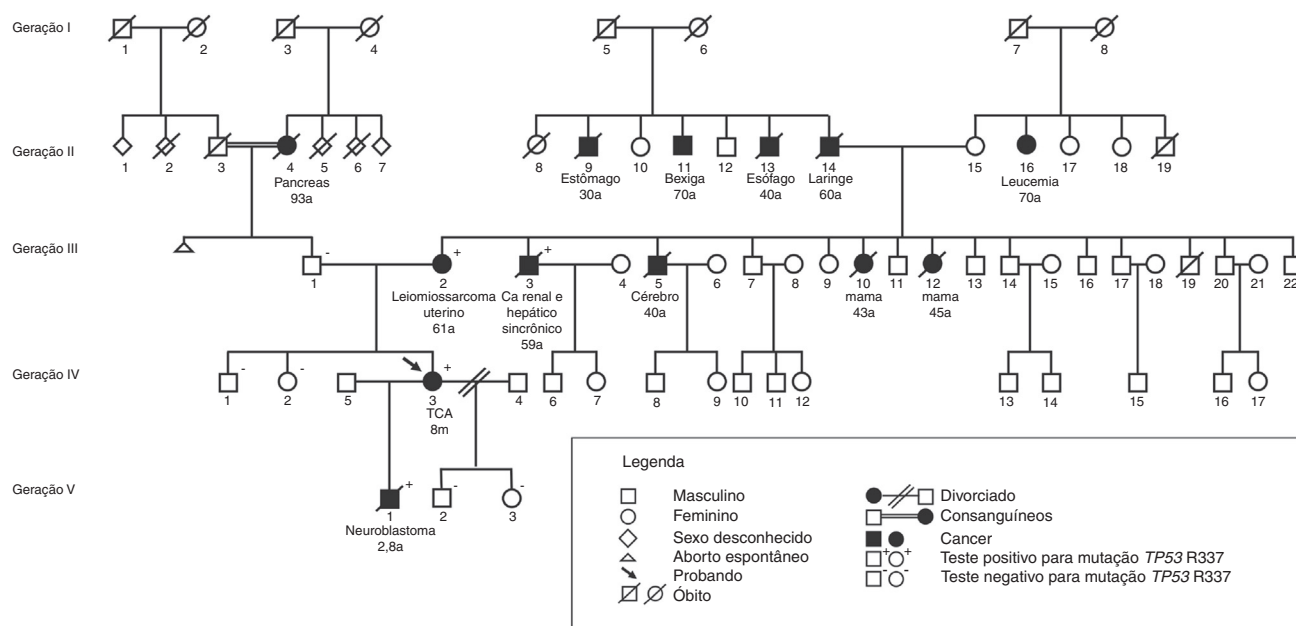 Geração I
1 2 3 4 5 6 7 8
Geração II
1 2 3 4 5 6 7 8 9 10 11 12 13 14 15 16 17 18 19
Pancreas Estômago Bexiga Esófago Laringe Leucemia
93a 30a 70a 40a 60a 70a
Geração III
- + +
1 2 3 4 5 6 7 8 9 10 11 12 13 14 15 16 17 18 19 20 21 22
Leiomiossarcoma Ca renal e Cérebro mama mama
uterino hepático 40a 43a 45a
61a sincrônico
59a
Geração IV
- - +
1 2 5 3 4 6 7 8 9 10 11 12 13 14 15 16 17
TCA
8m
Geração V
+ - -
1 2 3
Neuroblastoma
2,8a
Legenda
Masculino
Feminino
Sexo desconhecido
Aborto espontâneo
Probando
Óbito
Divorciado
Consanguíneos
Cancer
+ + Teste positivo para mutação TP53 R337
- - Teste negativo para mutação TP53 R337